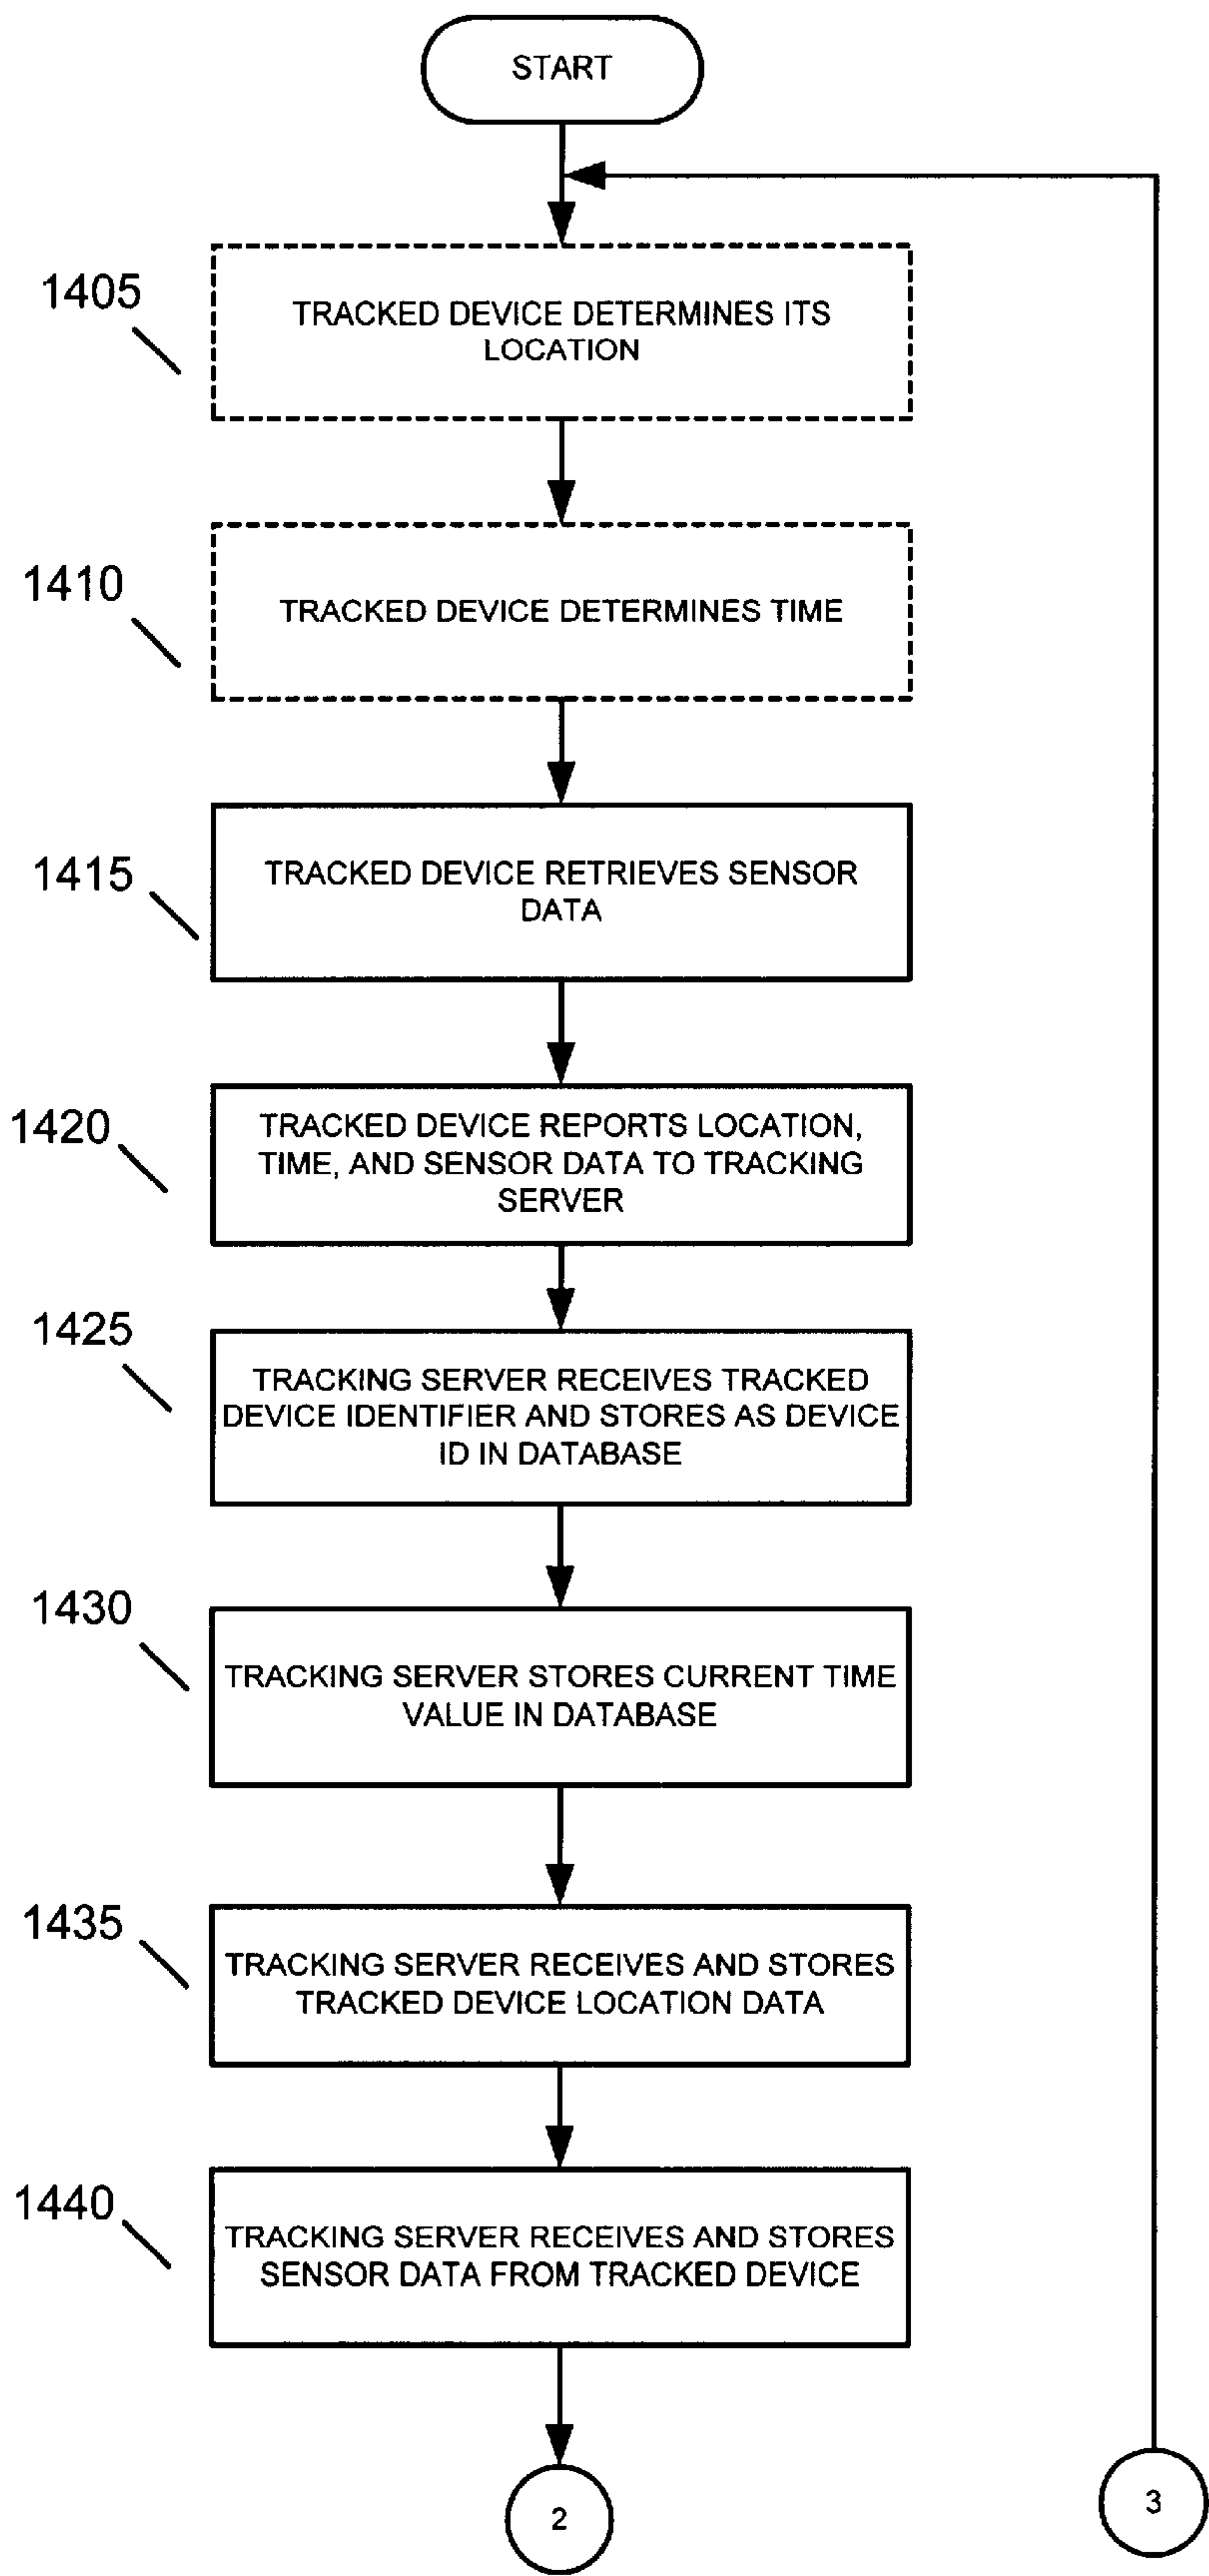 START
1405
TRACKED DEVICE DETERMINES ITS
LOCATION
1410
TRACKED DEVICE DETERMINES TIME
1415
TRACKED DEVICE RETRIEVES SENSOR
DATA
1420
TRACKED DEVICE REPORTS LOCATION,
TIME, AND SENSOR DATA TO TRACKING
SERVER
1425
TRACKING SERVER RECEIVES TRACKED
DEVICE IDENTIFIER AND STORES AS DEVICE
ID IN DATABASE
1430
TRACKING SERVER STORES CURRENT TIME
VALUE IN DATABASE
1435
TRACKING SERVER RECEIVES AND STORES
TRACKED DEVICE LOCATION DATA
1440
TRACKING SERVER RECEIVES AND STORES
SENSOR DATA FROM TRACKED DEVICE
2
3